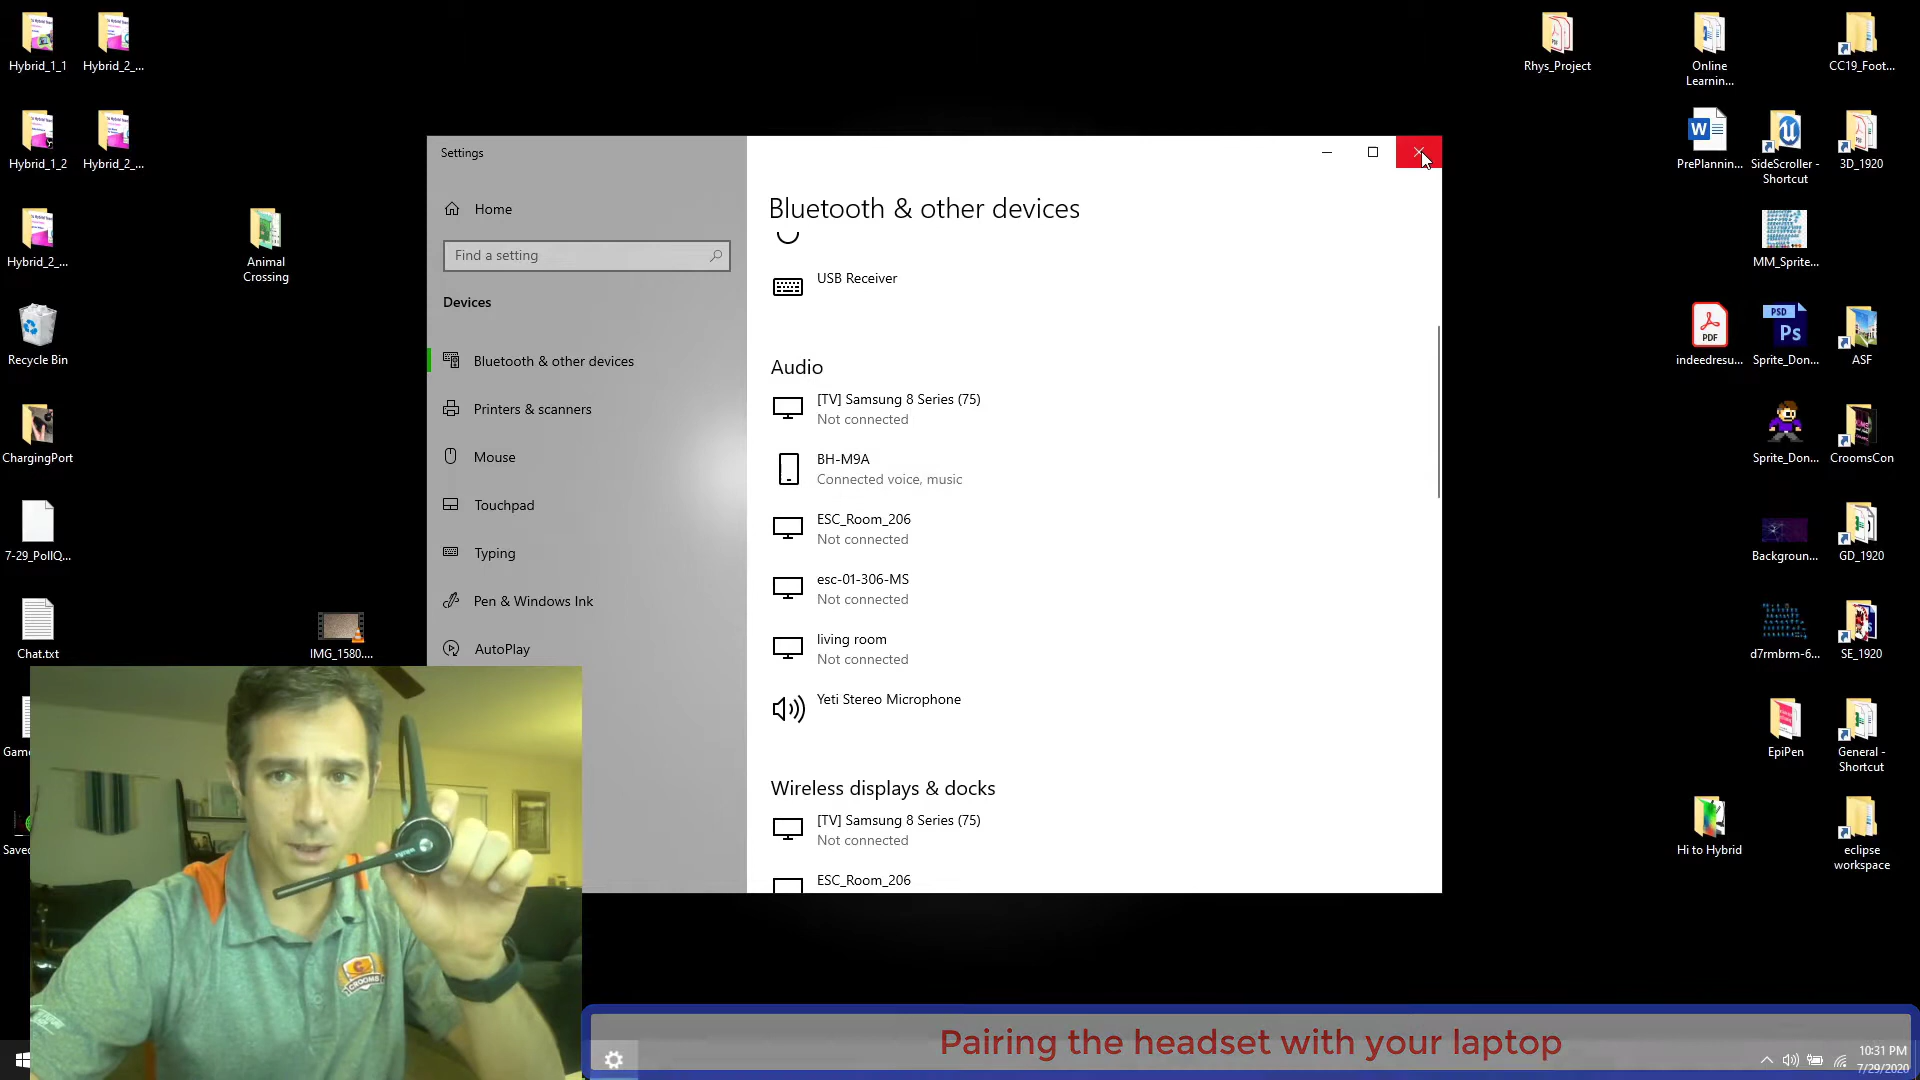 Hybrid_1_1
Hybrid_2_...
Rhys_Project
Online
Learnin...
CC19_Foot...
Hybrid_1_2
Hybrid_2_...
PrePlannin...
SideScroller -
Shortcut
3D_1920
Hybrid_2_...
Animal
Crossing
MM_Sprite...
Recycle Bin
PDF
indeedresu...
PSD
Ps
Sprite_Don...
ASF
ChargingPort
Sprite_Don...
CroomsCon
7-29_PollQ...
Backgroun...
GD_1920
Chat.txt
IMG_1580....
d7rmbrm-6...
SE_1920
EpiPen
General -
Shortcut
Hi to Hybrid
eclipse
workspace
Settings
Home
Find a setting
Devices
Bluetooth & other devices
Printers & scanners
Mouse
Touchpad
Typing
Pen & Windows Ink
AutoPlay
Bluetooth & other devices
USB Receiver
Audio
[TV] Samsung 8 Series (75)
Not connected
BH-M9A
Connected voice, music
ESC_Room_206
Not connected
esc-01-306-MS
Not connected
living room
Not connected
Yeti Stereo Microphone
Wireless displays & docks
[TV] Samsung 8 Series (75)
Not connected
ESC_Room_206
CROOMS
Pairing the headset with your laptop
10:31 PM
7/29/2020